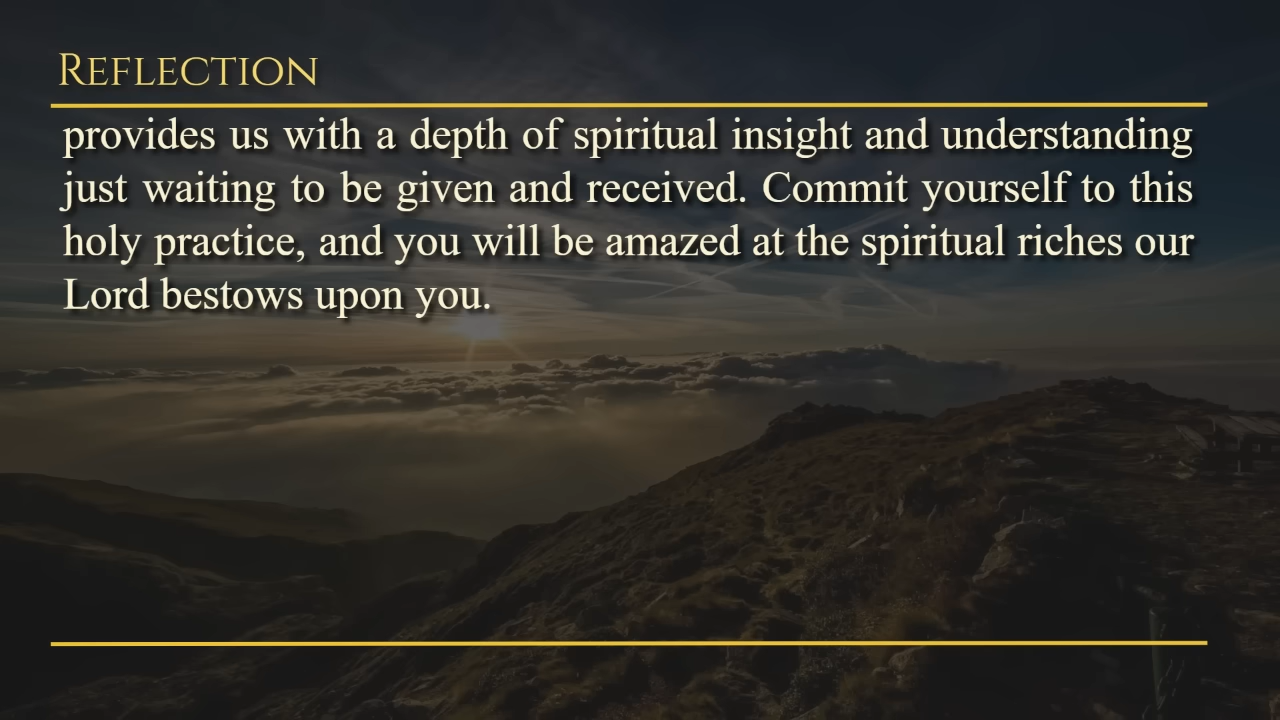 Reflection
provides us with a depth of spiritual insight and understanding
just waiting to be given and received. Commit yourself to this
holy practice, and you will be amazed at the spiritual riches our
Lord bestows upon you.